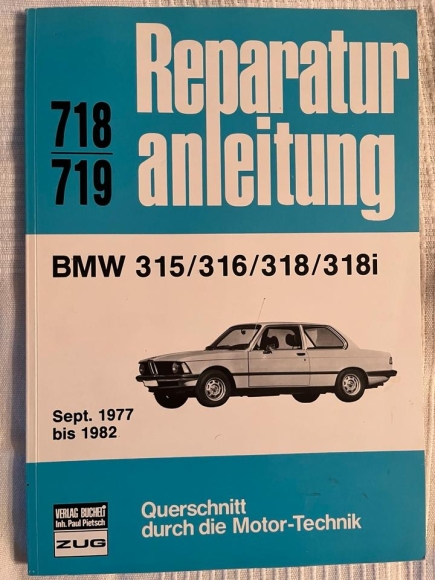 718
719
Reparatur
anleitung
BMW 315/316/318/318i
Sept. 1977
bis 1982
VERLAG BUCHELI
Inh. Paul Pietsch
ZUG
Querschnitt
durch die Motor-Technik